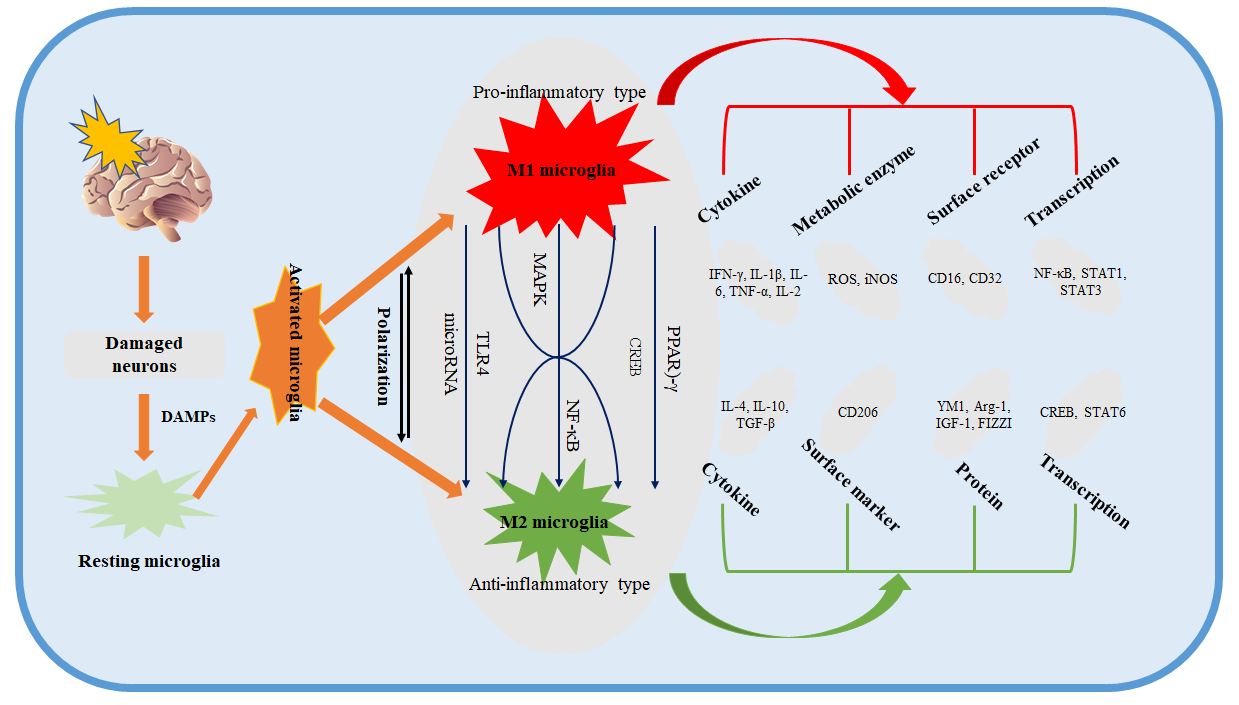 Damaged
neurons
DAMPs
Resting microglia
Activated microglia
Polarization
Pro-inflammatory type
M1 microglia
microRNA
TLR4
MAPK
NF-κB
CREB
PPAR)-γ
M2 microglia
Anti-inflammatory type
Cytokine
Metabolic enzyme
Surface receptor
Transcription
IFN-γ, IL-1β, IL-
6, TNF-α, IL-2
ROS, iNOS
CD16, CD32
NF-κB, STAT1,
STAT3
IL-4, IL-10,
TGF-β
CD206
YM1, Arg-1,
IGF-1, FIZZI
CREB, STAT6
Cytokine
Surface marker
Protein
Transcription